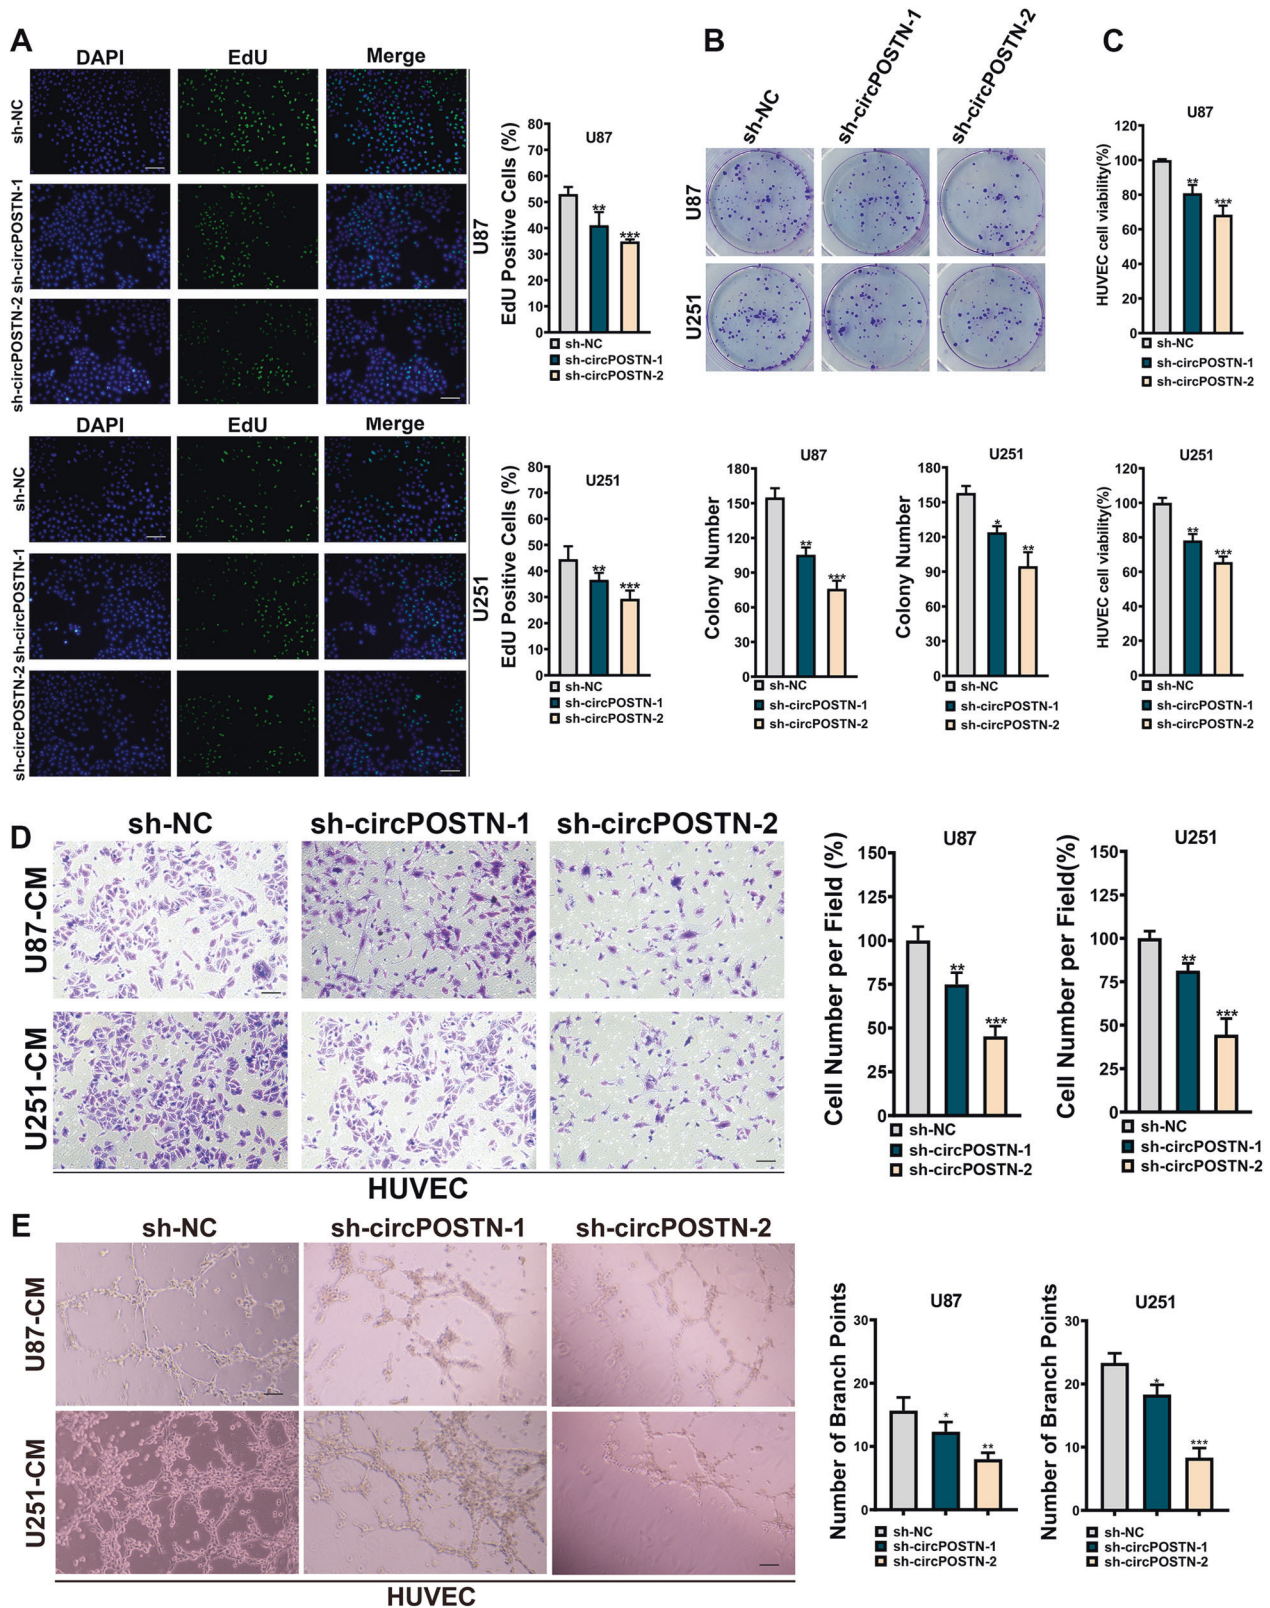 A
DAPI
EdU
Merge
sh-NC
sh-circPOSTN-1
sh-circPOSTN-2
U87
EdU Positive Cells (%)
80
70
60
50
40
30
20
10
0
U87
**
***
sh-NC
sh-circPOSTN-1
sh-circPOSTN-2
DAPI
EdU
Merge
sh-NC
sh-circPOSTN-1
sh-circPOSTN-2
U251
EdU Positive Cells (%)
80
70
60
50
40
30
20
10
0
U251
**
***
sh-NC
sh-circPOSTN-1
sh-circPOSTN-2
B
sh-NC
sh-circPOSTN-1
sh-circPOSTN-2
U87
U251
Colony Number
180
150
120
90
60
30
0
U87
**
***
sh-NC
sh-circPOSTN-1
sh-circPOSTN-2
Colony Number
180
150
120
90
60
30
0
U251
*
**
sh-NC
sh-circPOSTN-1
sh-circPOSTN-2
C
HUVEC cell viability(%)
120
100
80
60
40
20
0
U87
**
***
sh-NC
sh-circPOSTN-1
sh-circPOSTN-2
HUVEC cell viability(%)
120
100
80
60
40
20
0
U251
**
***
sh-NC
sh-circPOSTN-1
sh-circPOSTN-2
D
sh-NC
sh-circPOSTN-1
sh-circPOSTN-2
U87-CM
U251-CM
HUVEC
Cell Number per Field (%)
150
125
100
75
50
25
0
U87
**
***
sh-NC
sh-circPOSTN-1
sh-circPOSTN-2
Cell Number per Field(%)
150
125
100
75
50
25
0
U251
**
***
sh-NC
sh-circPOSTN-1
sh-circPOSTN-2
E
sh-NC
sh-circPOSTN-1
sh-circPOSTN-2
U87-CM
U251-CM
HUVEC
Number of Branch Points
30
20
10
0
U87
*
**
sh-NC
sh-circPOSTN-1
sh-circPOSTN-2
Number of Branch Points
30
20
10
0
U251
*
***
sh-NC
sh-circPOSTN-1
sh-circPOSTN-2